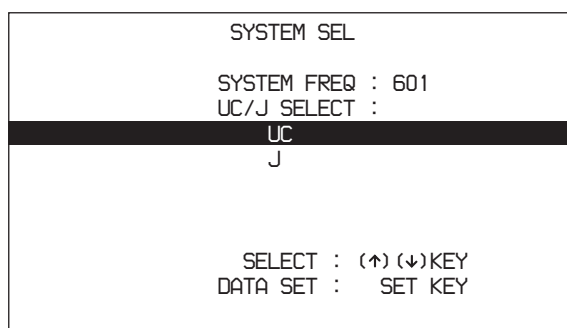 SYSTEM SEL
SYSTEM FREQ : 601
UC/J SELECT :
UC
J
SELECT : (↑)(↓)KEY
DATA SET : SET KEY